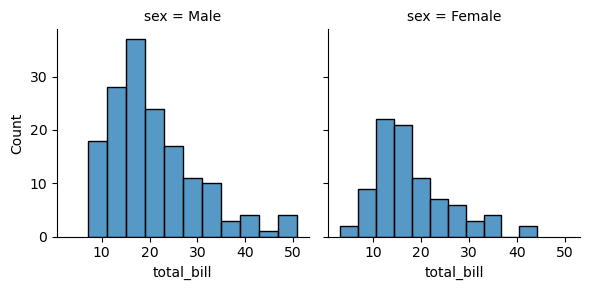 sex = Male
sex = Female
Count
30
20
10
0
10 20 30 40 50
10 20 30 40 50
total_bill
total_bill